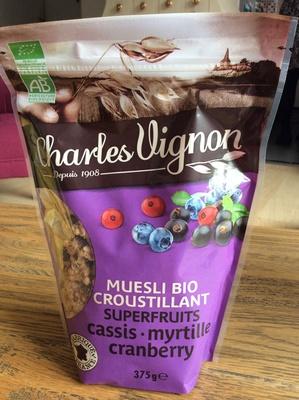 AB
Charles Vignon
Depuis 1908
MUESLI BIO
CROUSTILLANT
SUPERFRUITS
cassis · myrtille
cranberry
375g e